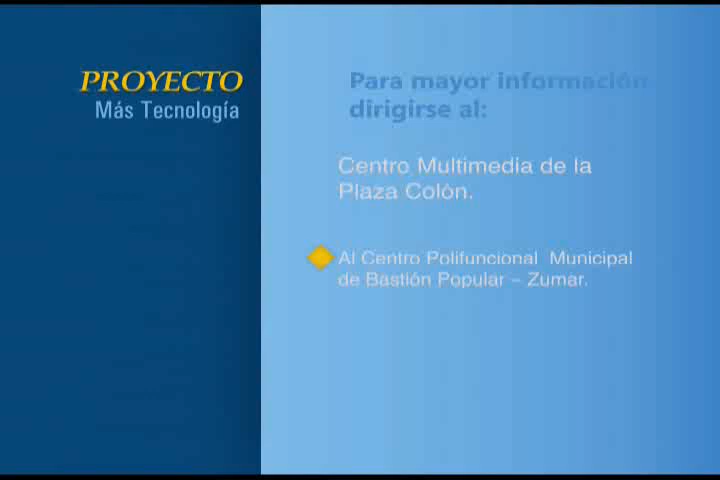 PROYECTO
Más Tecnología
Para mayor información
dirigirse al:
Centro Multimedia de la
Plaza Colón.
Al Centro Polifuncional Municipal
de Bastión Popular – Zumar.